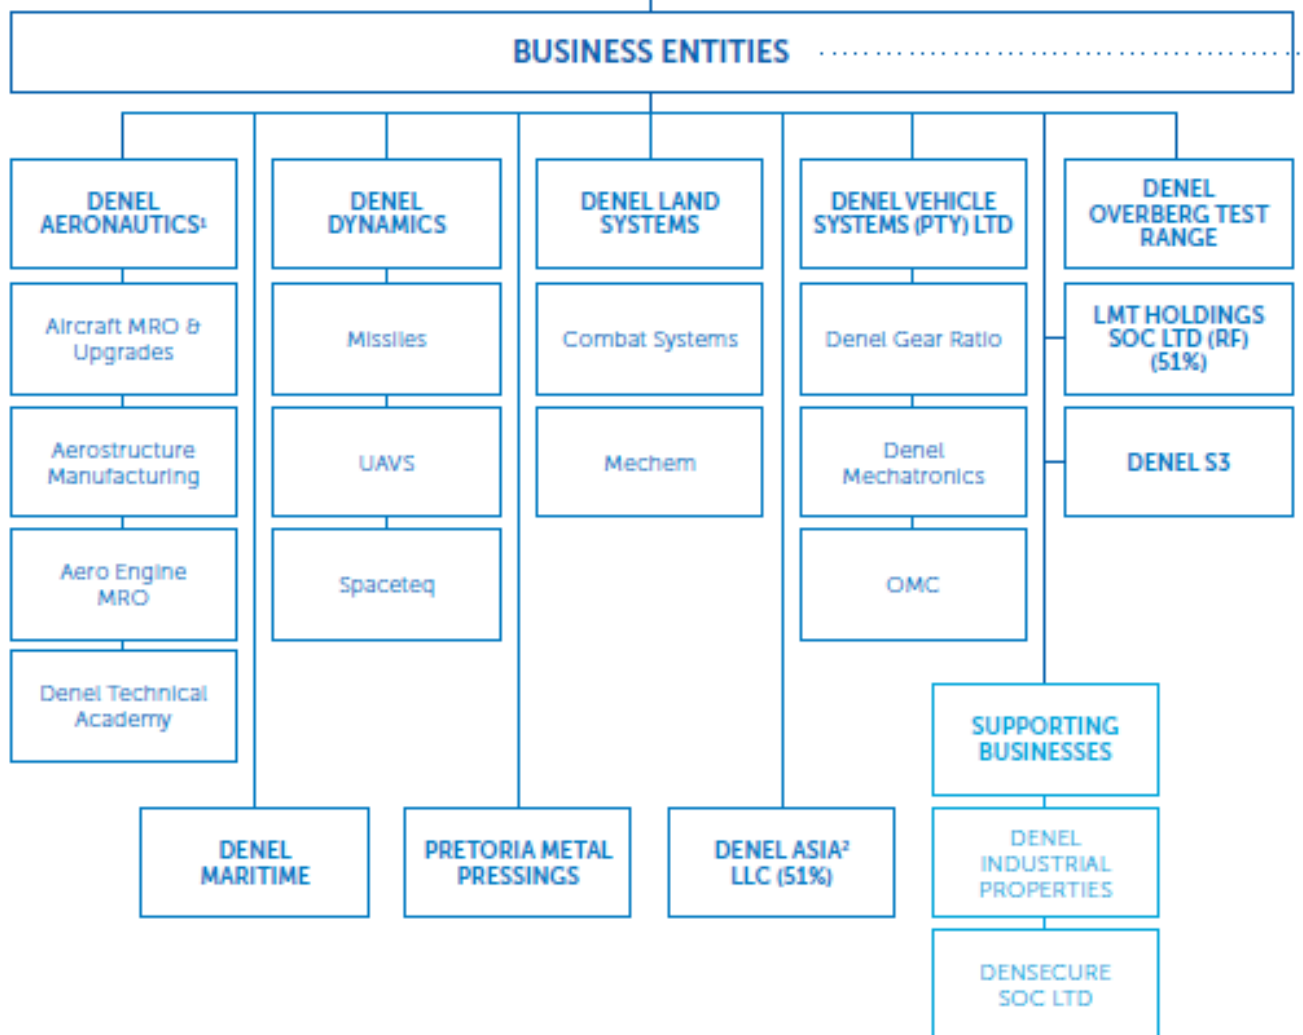 BUSINESS ENTITIES
DENEL
AERONAUTICS¹
Aircraft MRO &
Upgrades
Aerostructure
Manufacturing
Aero Engine
MRO
Denel Technical
Academy
DENEL
MARITIME
DENEL
DYNAMICS
Missiles
UAVS
Spaceteq
PRETORIA METAL
PRESSINGS
DENEL LAND
SYSTEMS
Combat Systems
Mechem
DENEL ASIA²
LLC (51%)
DENEL VEHICLE
SYSTEMS (PTY) LTD
Denel Gear Ratio
Denel
Mechatronics
OMC
DENEL
OVERBERG TEST
RANGE
LMT HOLDINGS
SOC LTD (RF)
(51%)
DENEL S3
SUPPORTING
BUSINESSES
DENEL
INDUSTRIAL
PROPERTIES
DENSECURE
SOC LTD